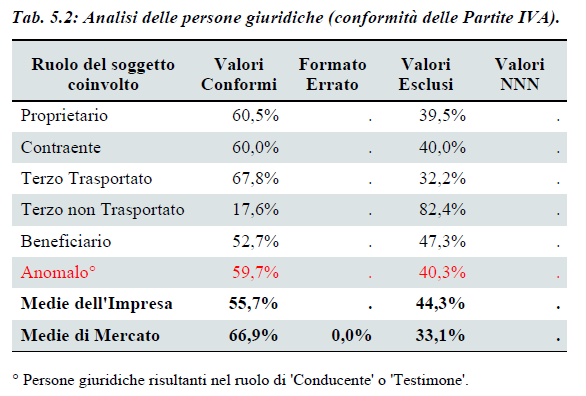 Tab. 5.2: Analisi delle persone giuridiche (conformità delle Partite IVA).
Ruolo del soggetto coinvolto Valori Conformi Formato Errato Valori Esclusi Valori NNN
Proprietario 60,5% . 39,5% .
Contraente 60,0% . 40,0% .
Terzo Trasportato 67,8% . 32,2% .
Terzo non Trasportato 17,6% . 82,4% .
Beneficiario 52,7% . 47,3% .
Anomalo° 59,7% . 40,3% .
Medie dell'Impresa 55,7% . 44,3% .
Medie di Mercato 66,9% 0,0% 33,1% .
° Persone giuridiche risultanti nel ruolo di 'Conducente' o 'Testimone'.